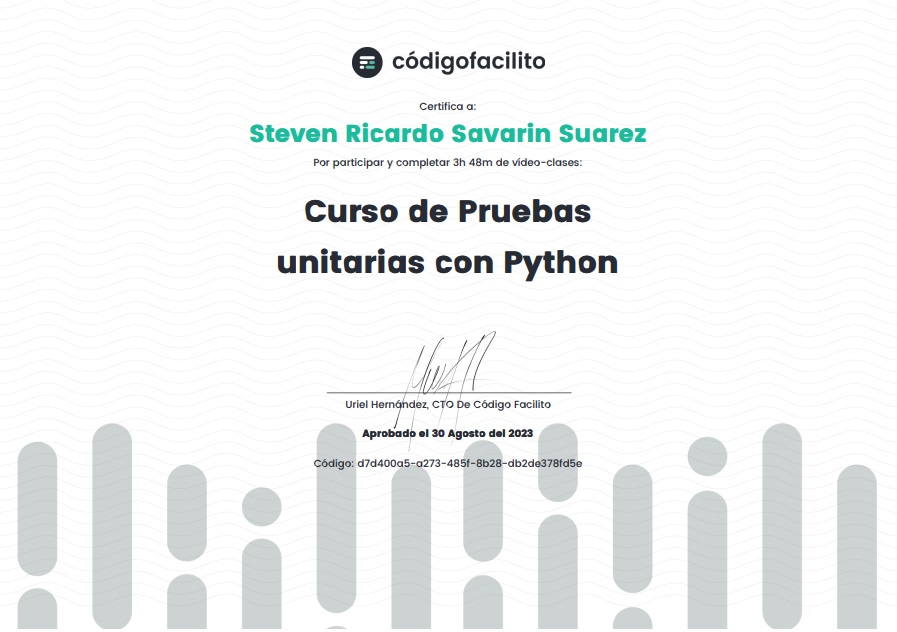 códigofacilito
Certifica a:
Steven Ricardo Savarin Suarez
Por participar y completar 3h 48m de vídeo-clases:
Curso de Pruebas
unitarias con Python
Uriel Hernández, CTO De Código Facilito
Aprobado el 30 Agosto del 2023
Código: d7d400a5-a273-485f-8b28-db2de378fd5e